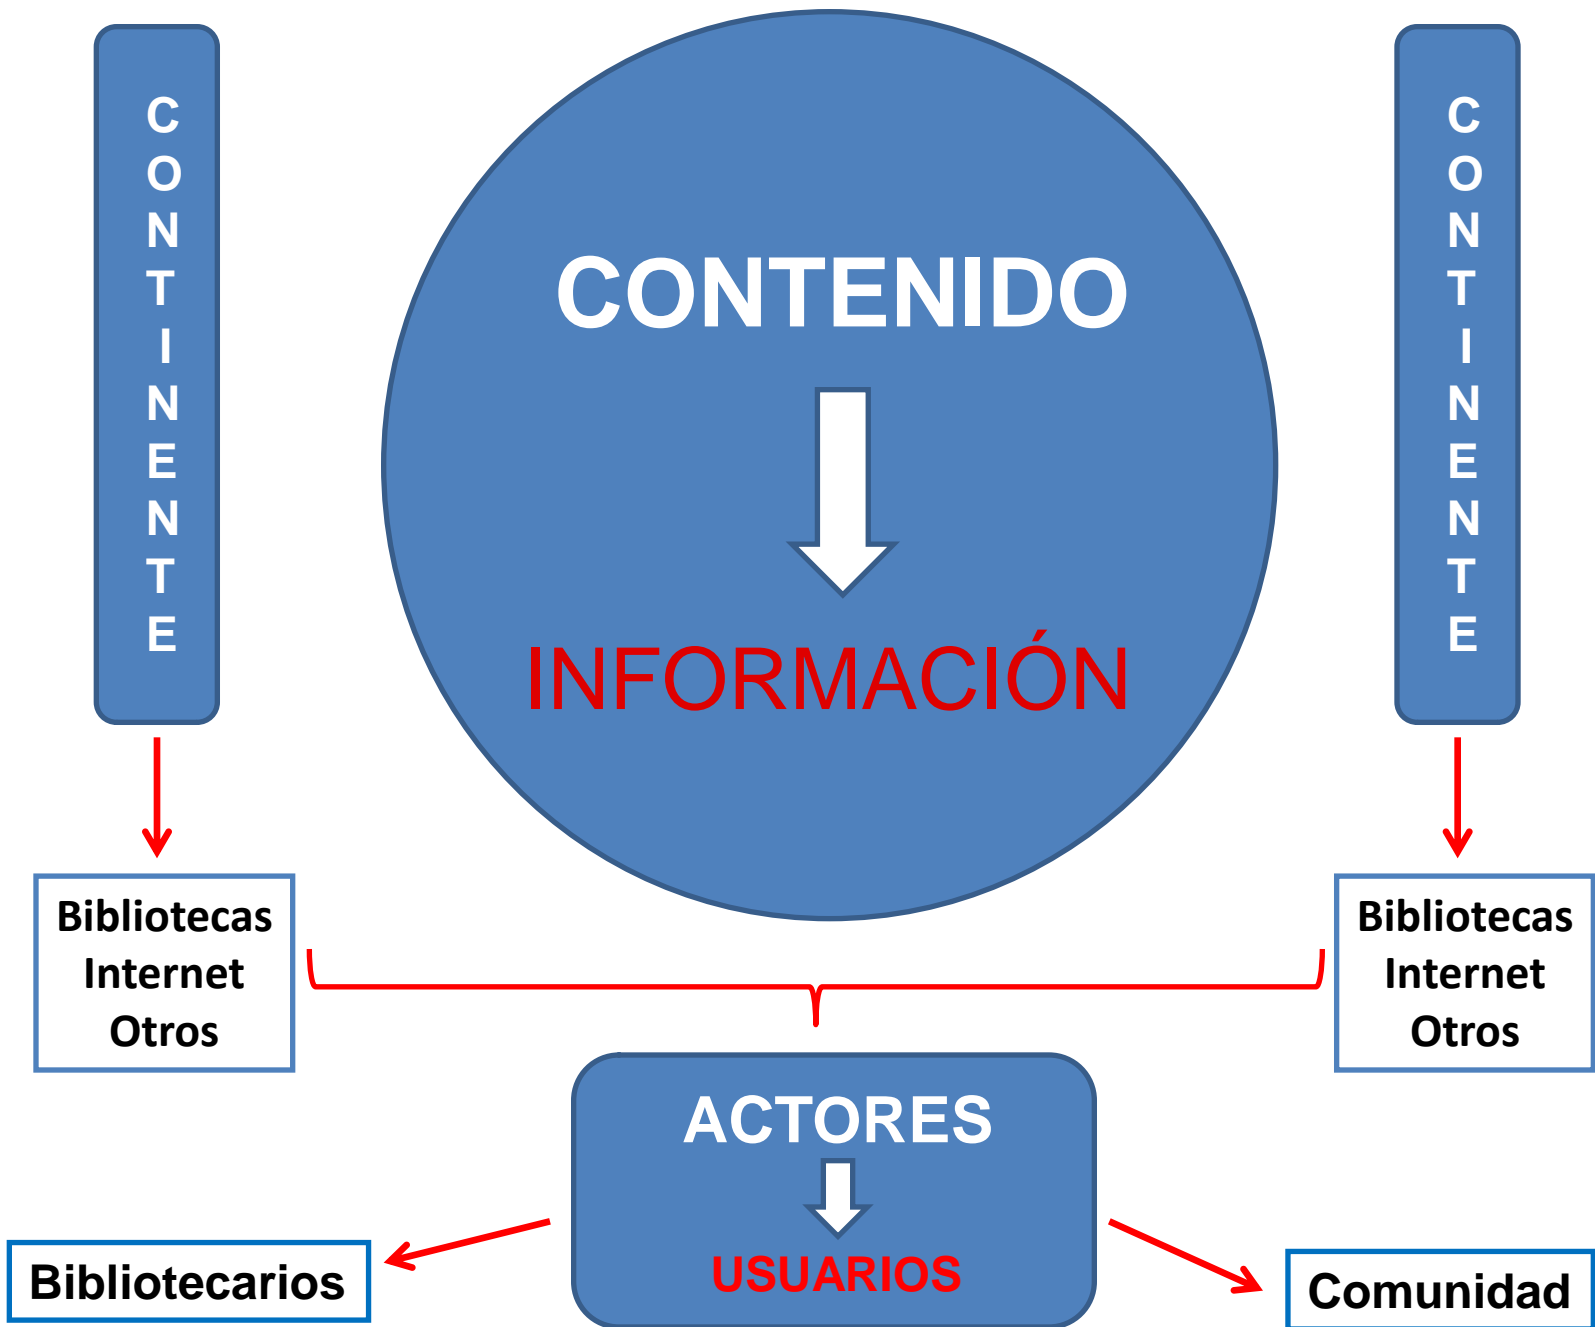 CONTINENTE
CONTENIDO
INFORMACIÓN
CONTINENTE
Bibliotecas
Internet
Otros
Bibliotecas
Internet
Otros
ACTORES
USUARIOS
Bibliotecarios
Comunidad